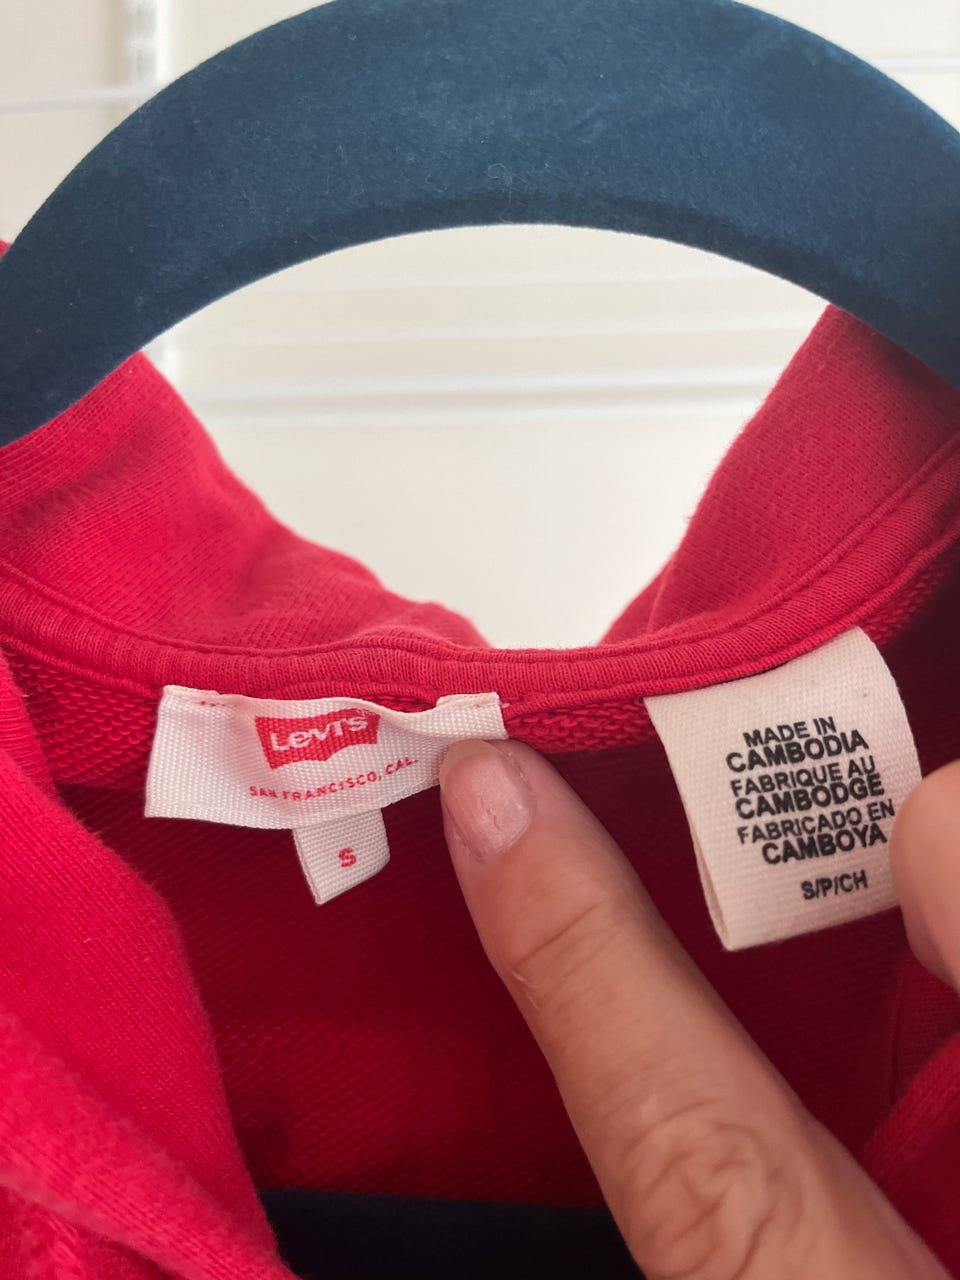 Levi's
SAN FRANCISCO, CAL.
S
MADE IN
CAMBODIA
FABRIQUE AU
CAMBODGE
FABRICADO EN
CAMBOYA
S/P/CH